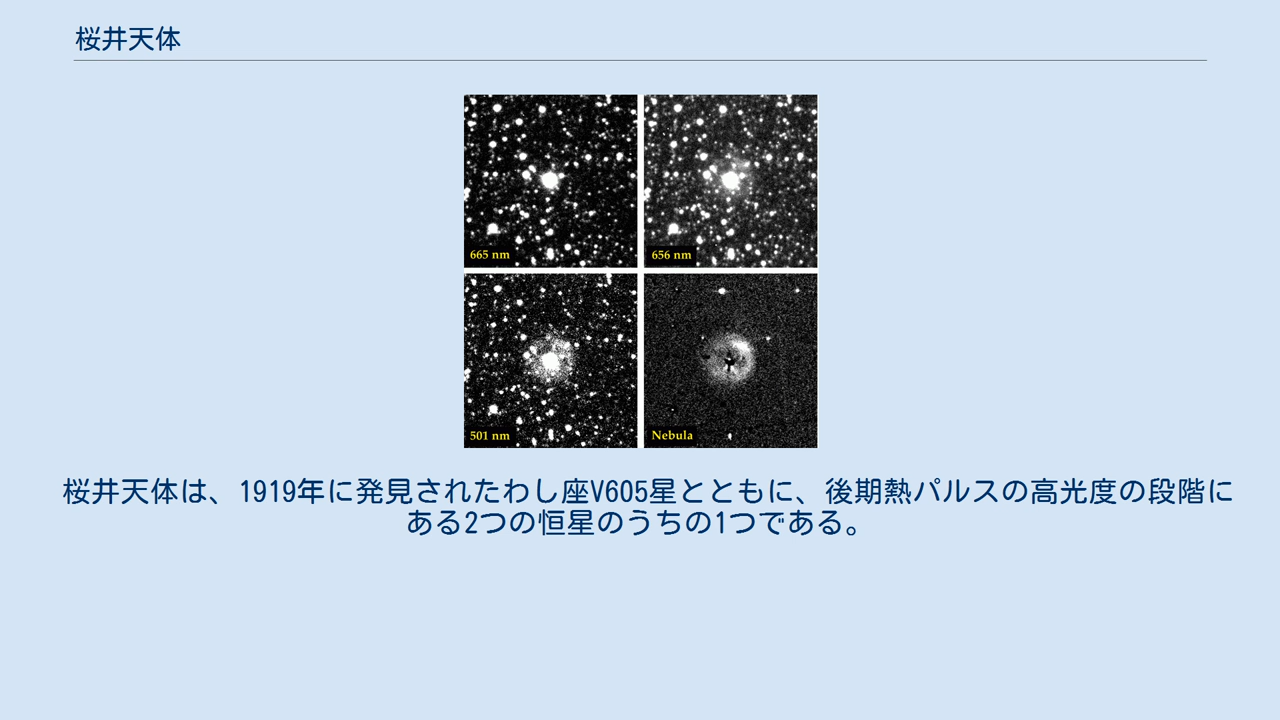 桜井天体
665 nm
656 nm
501 nm
Nebula
桜井天体は、1919年に発見されたわし座V605星とともに、後期熱パルスの高光度の段階に
ある2つの恒星のうちの1つである。